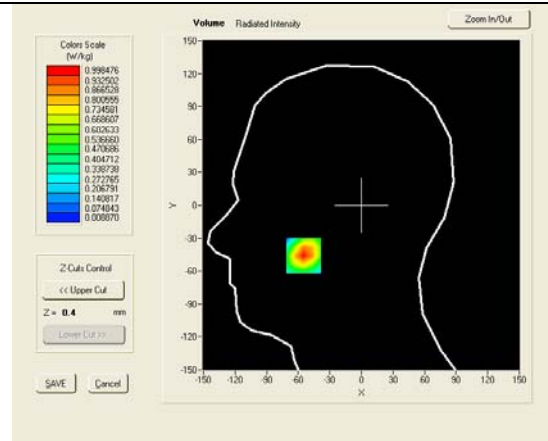 Volume Radiated Intensity
Zoom In/Out
Colors Scale
(W/kg)
0.998476
0.932502
0.866528
0.800555
0.734581
0.668607
0.602633
0.536660
0.470686
0.404712
0.338738
0.272765
0.206791
0.140817
0.074843
0.008870
Z-Cuts Control
<< Upper Cut
Z = 0.4 mm
Lower Cut >>
SAVE Cancel
150
120
90
60
30
0
-30
-60
-90
-120
-150
Y
-150 -120 -90 -60 -30 0 30 60 90 120 150
X